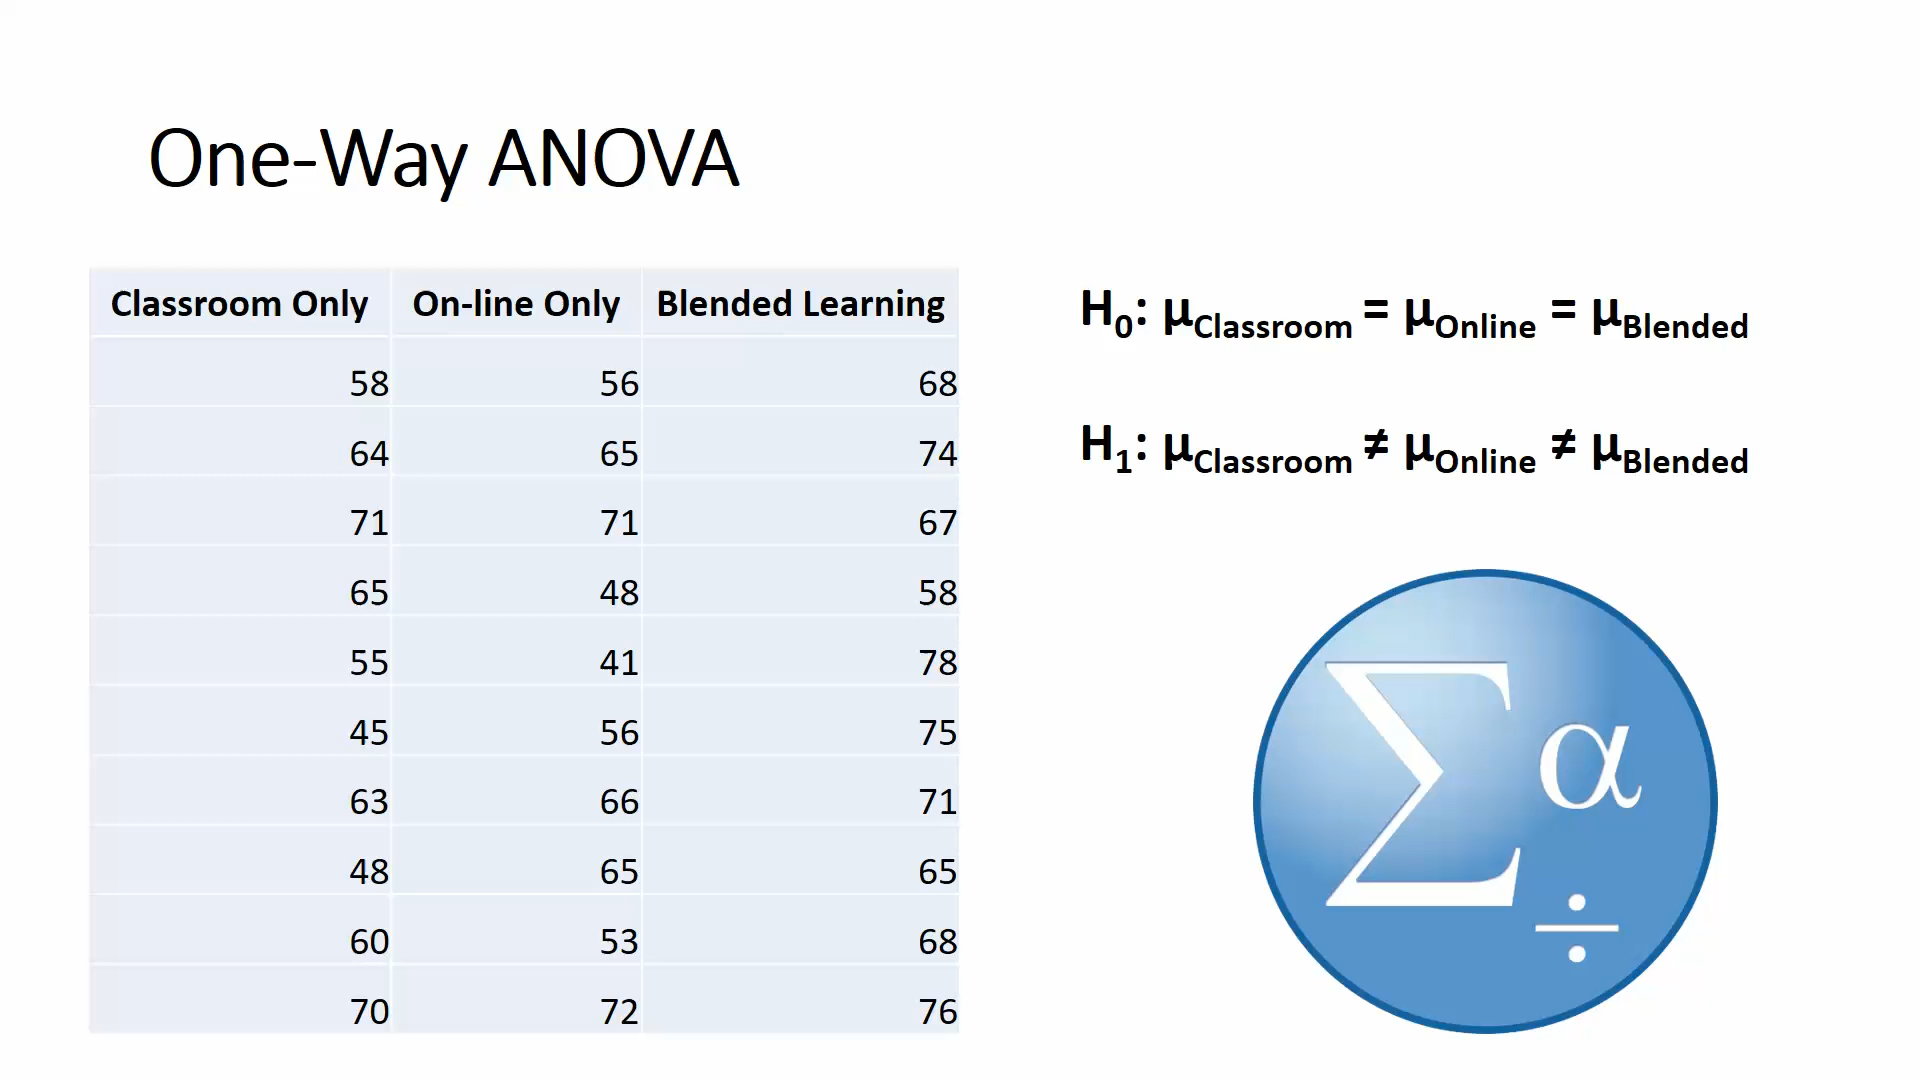 One-Way ANOVA
Classroom Only On-line Only Blended Learning
58 56 68
64 65 74
71 71 67
65 48 58
55 41 78
45 56 75
63 66 71
48 65 65
60 53 68
70 72 76
H₀: μClassroom = μOnline = μBlended
H₁: μClassroom ≠ μOnline ≠ μBlended
Σ α
÷